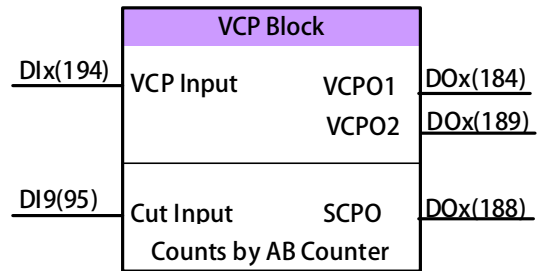 VCP Block
DIx(194) VCP Input VCPO1 DOx(184)
VCPO2 DOx(189)
DI9(95) Cut Input SCPO DOx(188)
Counts by AB Counter